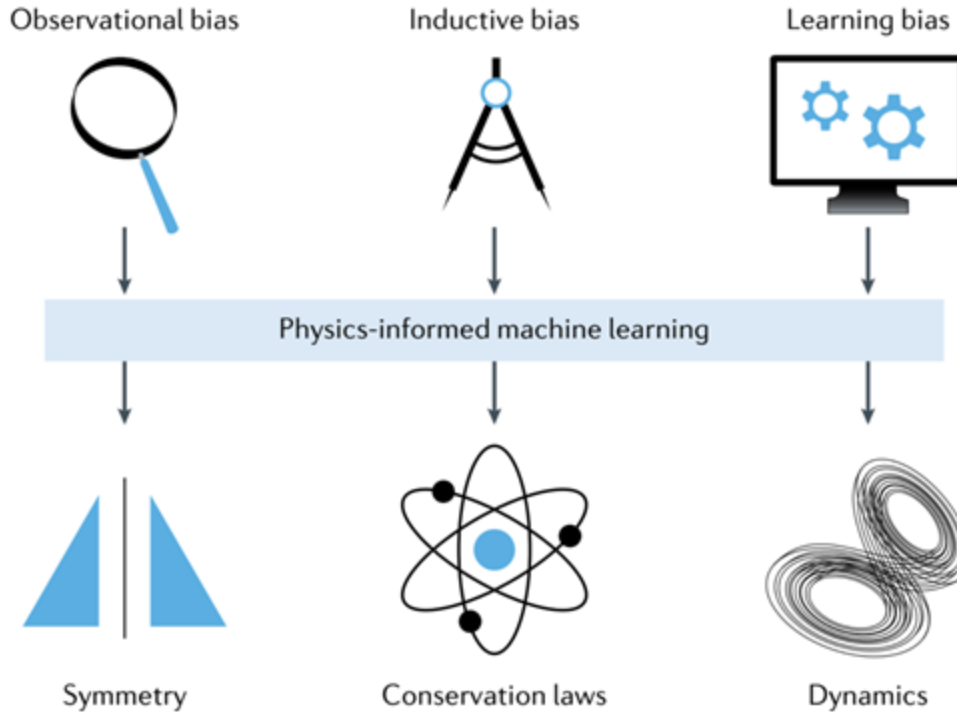 Observational bias
Inductive bias
Learning bias
Physics-informed machine learning
Symmetry
Conservation laws
Dynamics